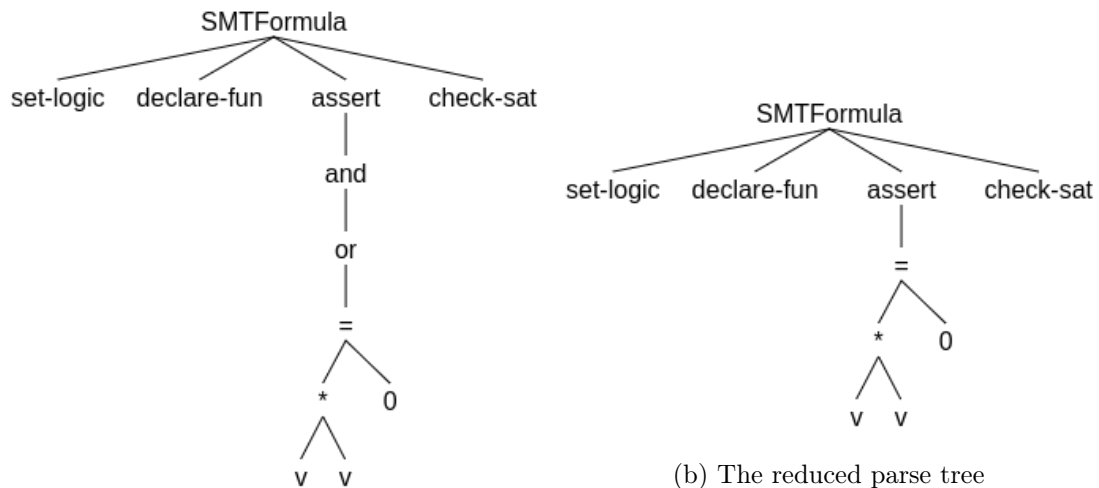 SMTFormula
set-logic declare-fun assert check-sat
and
or
=
* 0
v v
SMTFormula
set-logic declare-fun assert check-sat
=
* 0
v v
(b) The reduced parse tree